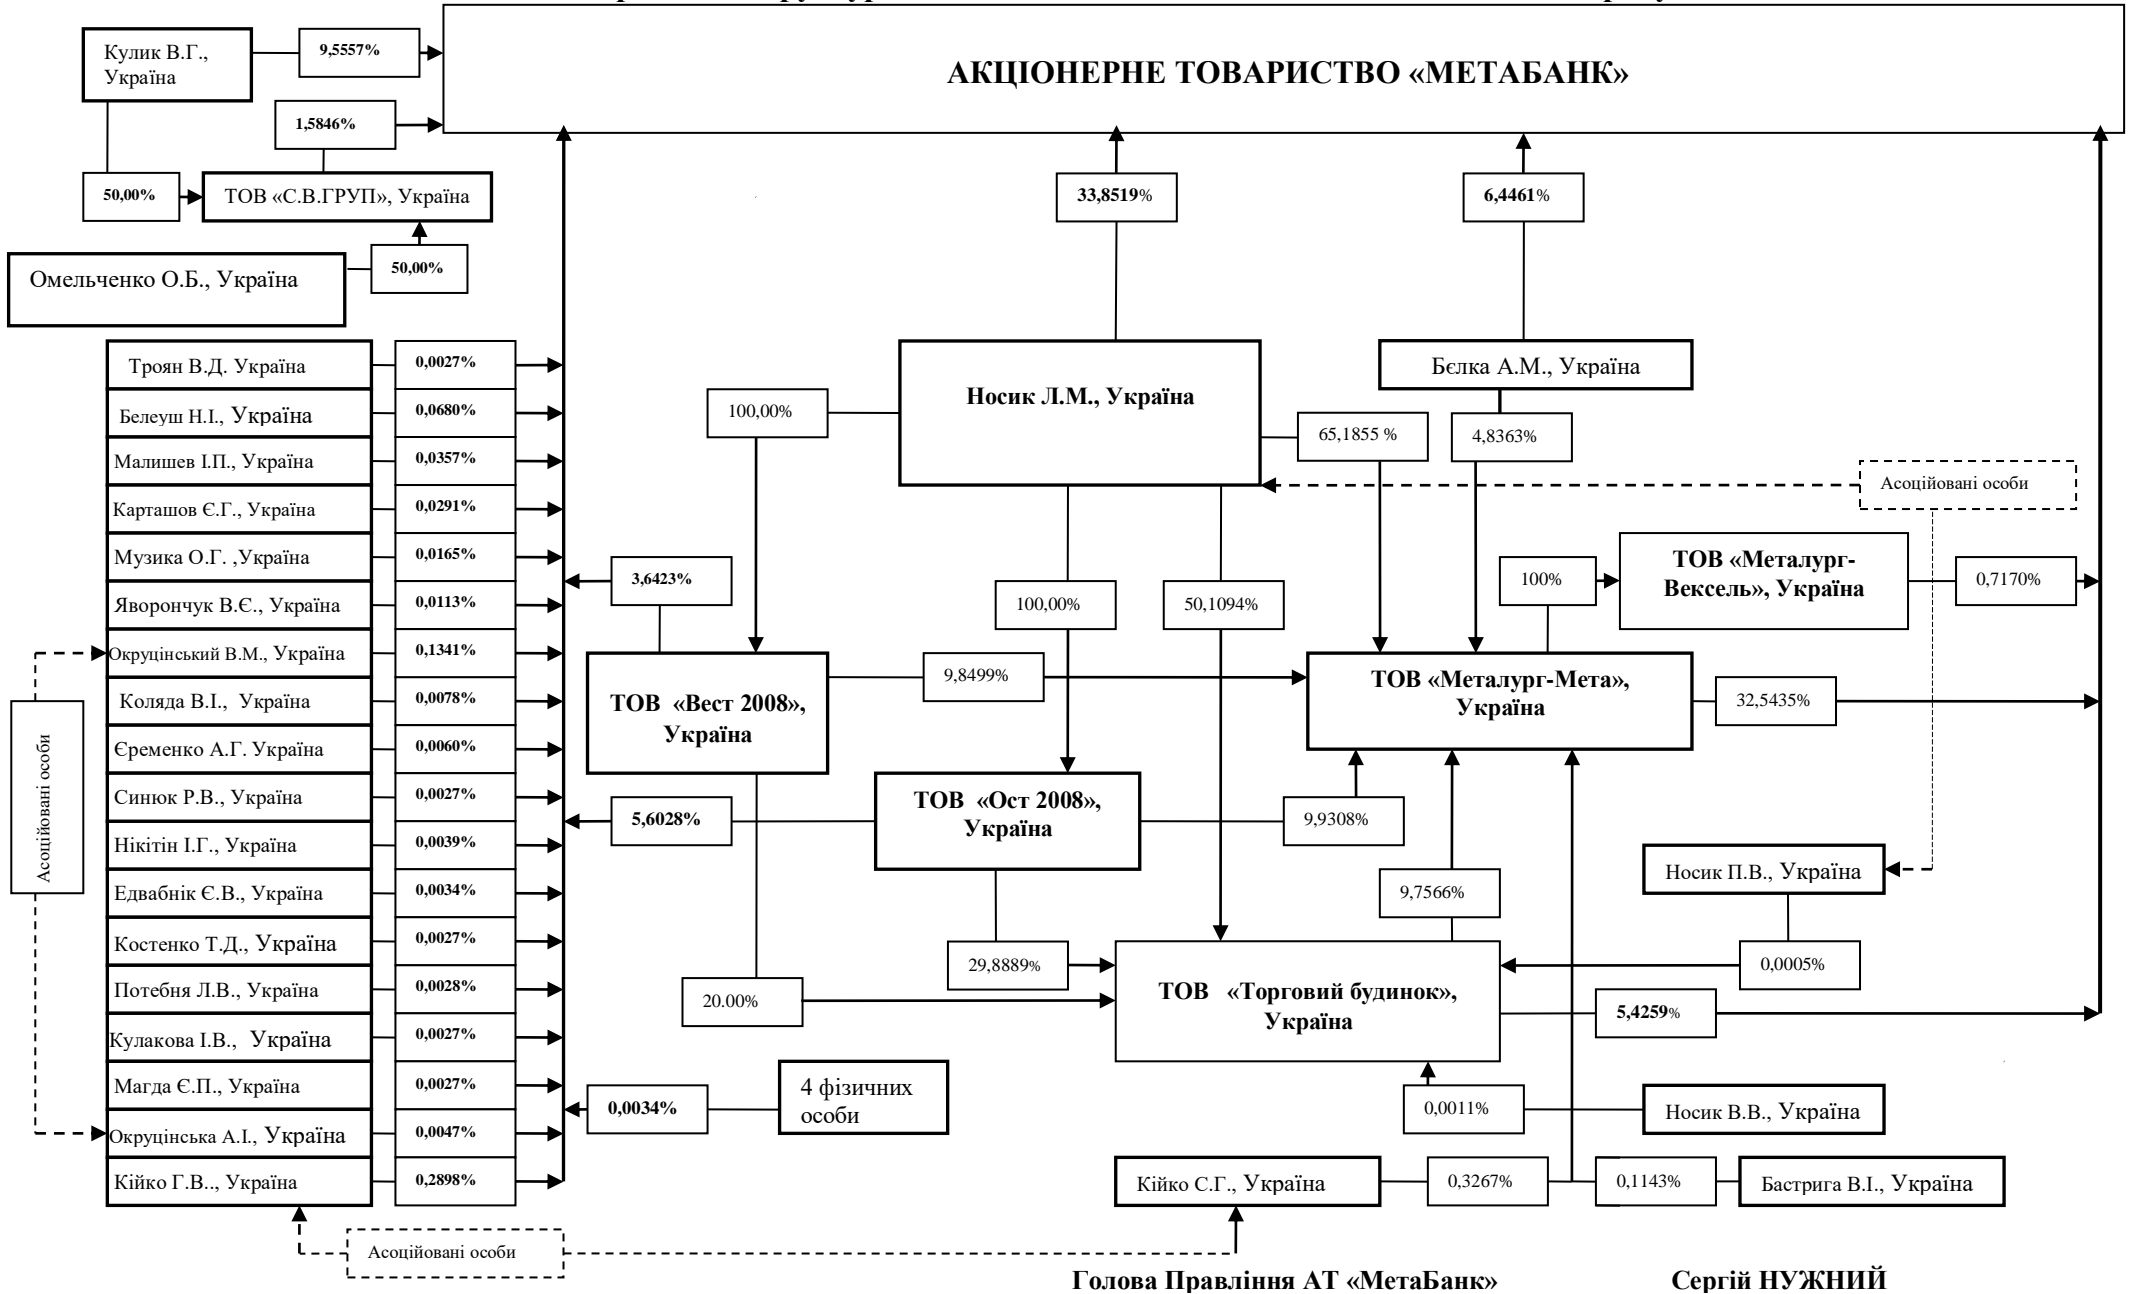 АКЦІОНЕРНЕ ТОВАРИСТВО «МЕТАБАНК»
Кулик В.Г.,
Україна
9,5557%
1,5846%
50,00%
ТОВ «С.В.ГРУП», Україна
33,8519%
6,4461%
Омельченко О.Б., Україна
50,00%
Троян В.Д. Україна
0,0027%
Белеуш Н.І., Україна
0,0680%
Малишев І.П., Україна
0,0357%
Карташов Є.Г., Україна
0,0291%
Музика О.Г. ,Україна
0,0165%
Яворончук В.Є., Україна
0,0113%
Окруцінський В.М., Україна
0,1341%
Коляда В.І., Україна
0,0078%
Єременко А.Г. Україна
0,0060%
Синюк Р.В., Україна
0,0027%
Нікітін І.Г., Україна
0,0039%
Едвабнік Є.В., Україна
0,0034%
Костенко Т.Д., Україна
0,0027%
Потебня Л.В., Україна
0,0028%
Кулакова І.В., Україна
0,0027%
Магда Є.П., Україна
0,0027%
Окруцінська А.І., Україна
0,0047%
Кійко Г.В.., Україна
0,2898%
Асоційовані особи
Асоційовані особи
Носик Л.М., Україна
Бєлка А.М., Україна
100,00%
65,1855 %
4,8363%
Асоційовані особи
3,6423%
100,00%
50,1094%
100%
ТОВ «Металург-
Вексель», Україна
0,7170%
ТОВ «Вест 2008»,
Україна
9,8499%
ТОВ «Металург-Мета»,
Україна
32,5435%
5,6028%
ТОВ «Ост 2008»,
Україна
9,9308%
9,7566%
Носик П.В., Україна
29,8889%
20.00%
ТОВ «Торговий будинок»,
Україна
0,0005%
5,4259%
0,0034%
4 фізичних
особи
0,0011%
Носик В.В., Україна
Кійко С.Г., Україна
0,3267%
0,1143%
Бастрига В.І., Україна
Голова Правління АТ «МетаБанк»
Сергій НУЖНИЙ